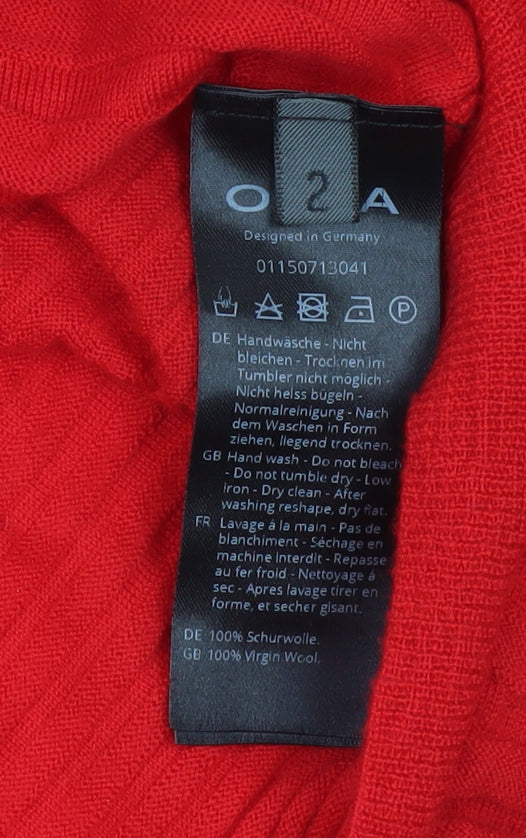 2
O A
Designed in Germany
01150713041
DE Handwäsche - Nicht
bleichen - Trocknen im
Tumbler nicht möglich -
Nicht heiss bügeln -
Normalreinigung - Nach
dem Waschen in Form
ziehen, liegend trocknen.
GB Hand wash - Do not bleach
- Do not tumble dry - Low
iron - Dry clean - After
washing reshape, dry flat.
FR Lavage á la main - Pas de
blanchiment - Séchage en
machine interdit - Repasse
au fer froid - Nettoyage á
sec - Apres lavage tirer en
forme, et secher gisant.
DE 100% Schurwolle.
GB 100% Virgin Wool.